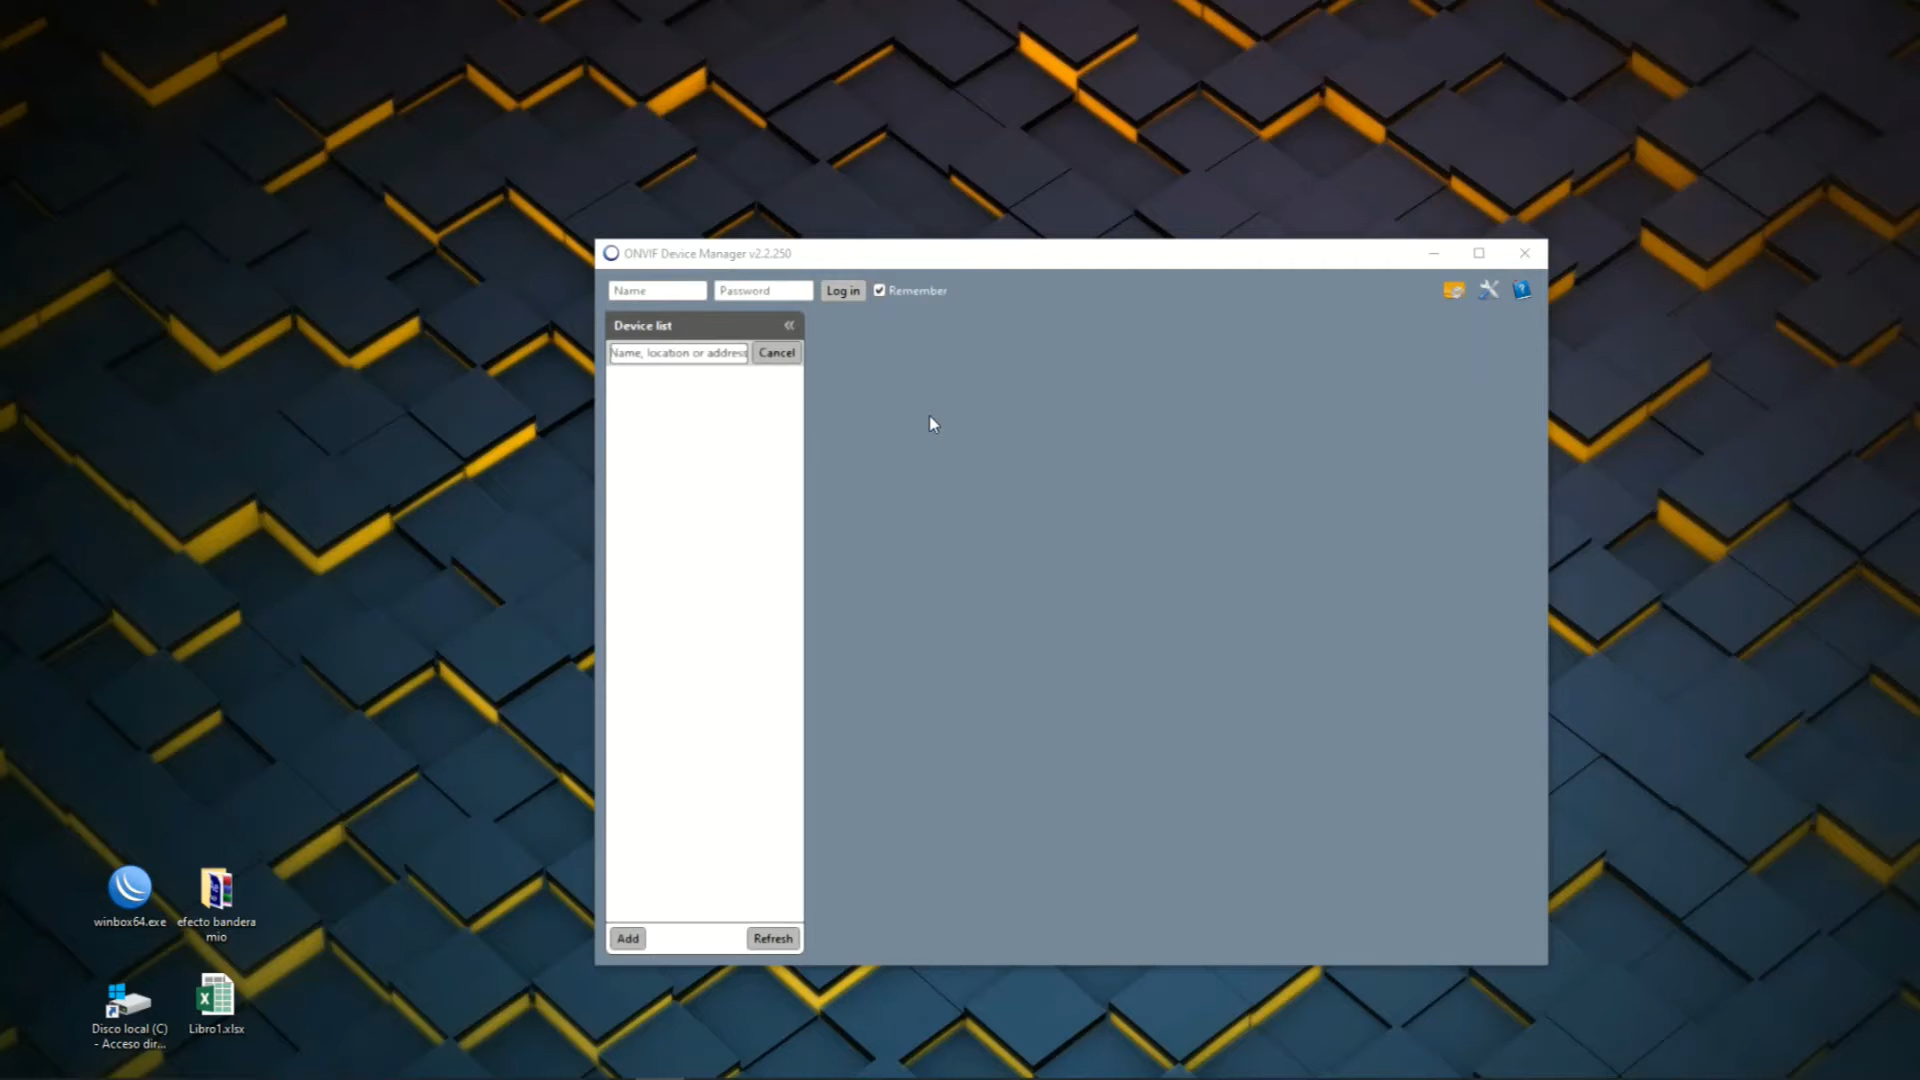 ONVIF Device Manager v2.2.250
Name
Password
Log in
Remember
Device list
Name, location or address
Cancel
Add
Refresh
winbox64.exe
efecto bandera
mio
Disco local (C)
- Acceso dir...
Libro1.xlsx